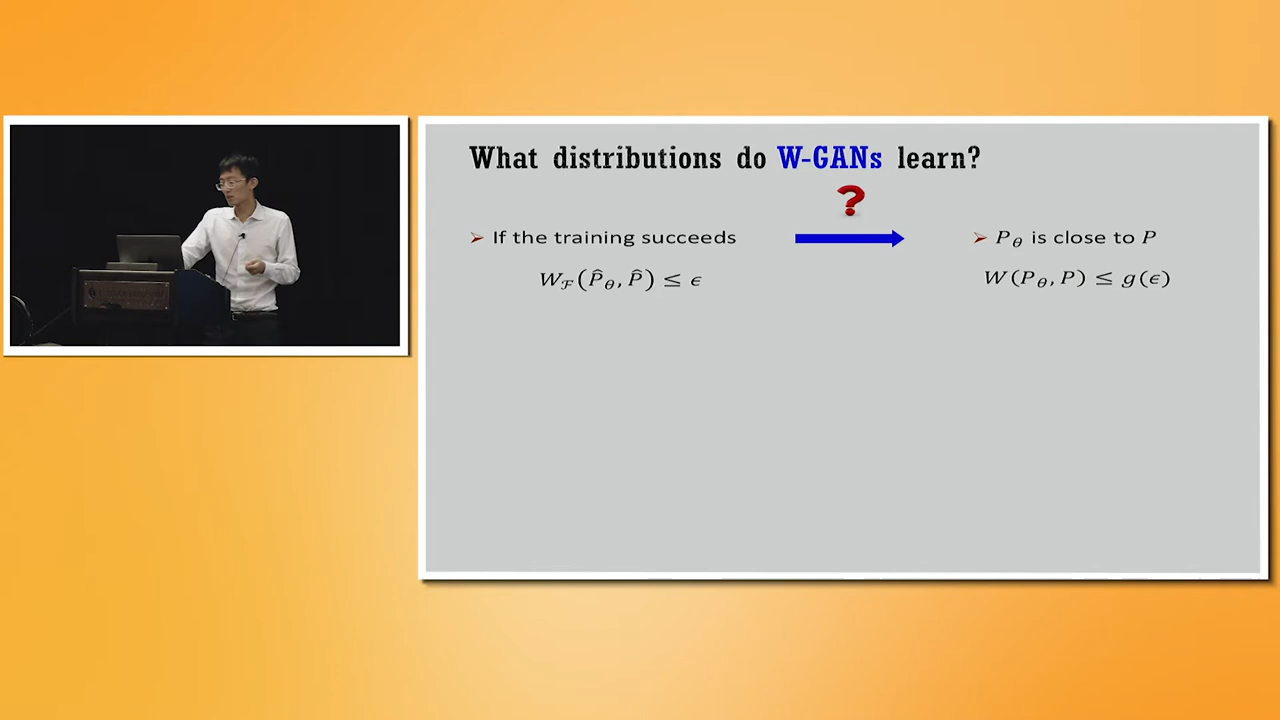 What distributions do W-GANs learn?
?
➢ If the training succeeds
➢ P_θ is close to P
W_ℱ(P̂_θ, P̂) ≤ ϵ
W(P_θ, P) ≤ g(ϵ)